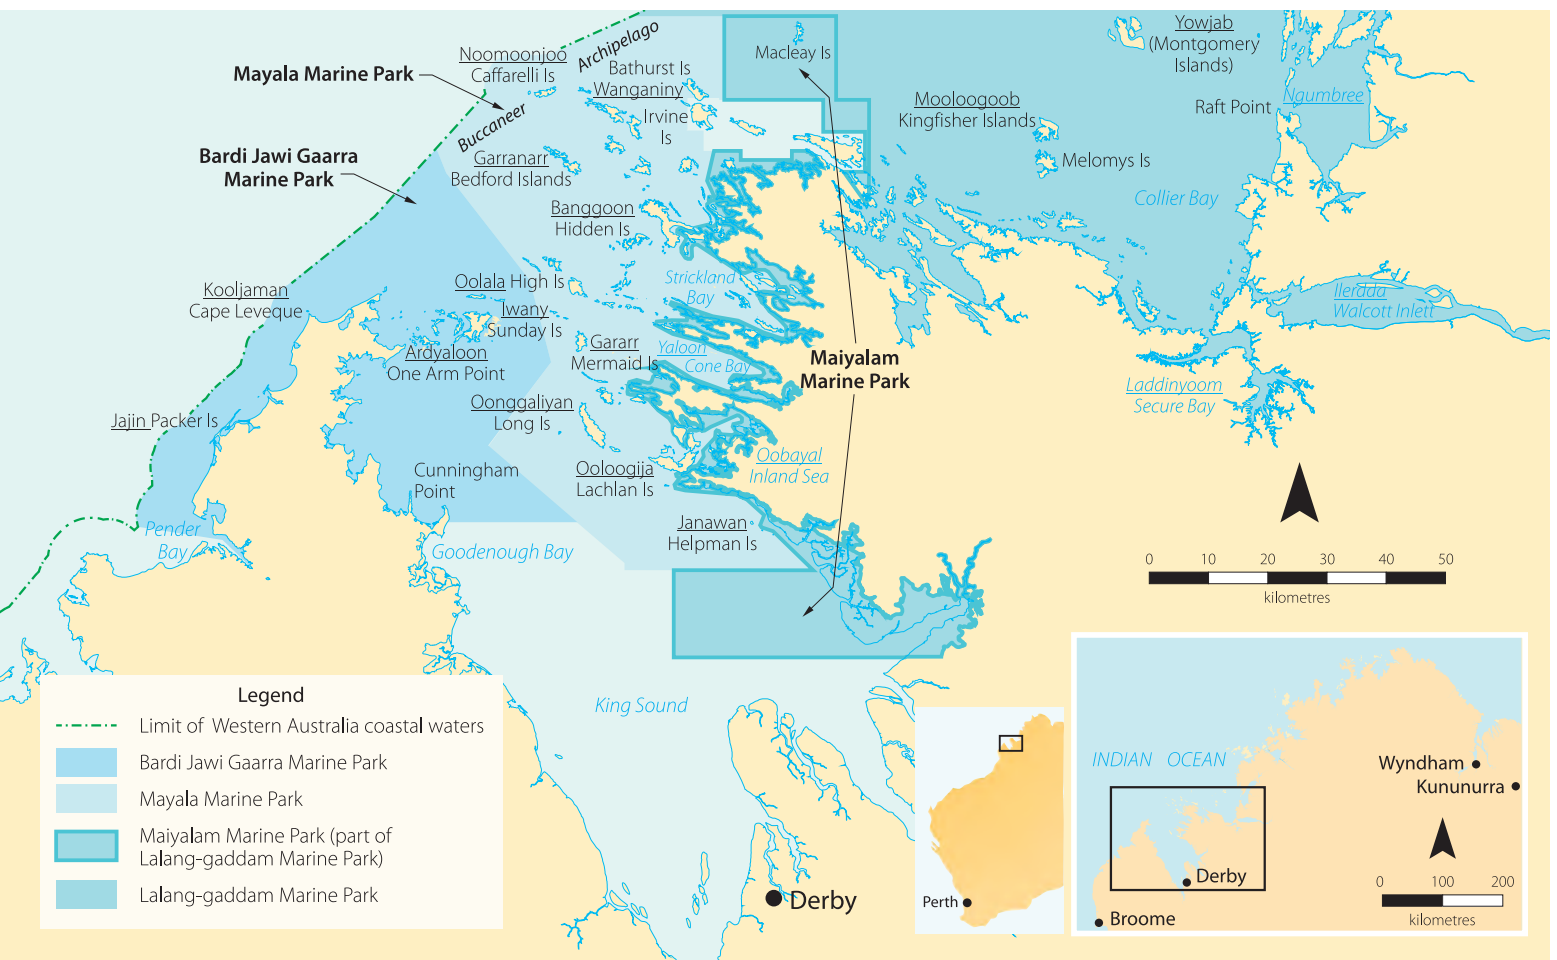 Archipelago
Noomoonjoo
Caffarelli Is
Bathurst Is
Wanganiny
Irvine
Is
Macleay Is
Yowjab
(Montgomery
Islands)
Mayala Marine Park
Buccaneer
Mooloogoob
Kingfisher Islands
Raft Point
Ngumbree
Bardi Jawi Gaarra
Marine Park
Garranarr
Bedford Islands
Melomys Is
Collier Bay
Banggoon
Hidden Is
Kooljaman
Cape Leveque
Oolala High Is
Strickland
Bay
Ilerdda
Walcott Inlett
Iwany
Sunday Is
Ardyaloon
One Arm Point
Gararr
Mermaid Is
Yaloon
Cone Bay
Maiyalam
Marine Park
Laddinyoom
Secure Bay
Jajin Packer Is
Oonggaliyan
Long Is
Cunningham
Point
Ooloogija
Lachlan Is
Oobayal
Inland Sea
Pender
Bay
Goodenough Bay
Janawan
Helpman Is
0 10 20 30 40 50
kilometres
King Sound
Derby
Legend
Limit of Western Australia coastal waters
Bardi Jawi Gaarra Marine Park
Mayala Marine Park
Maiyalam Marine Park (part of
Lalang-gaddam Marine Park)
Lalang-gaddam Marine Park
Perth
INDIAN OCEAN
Wyndham
Kununurra
Derby
Broome
0 100 200
kilometres